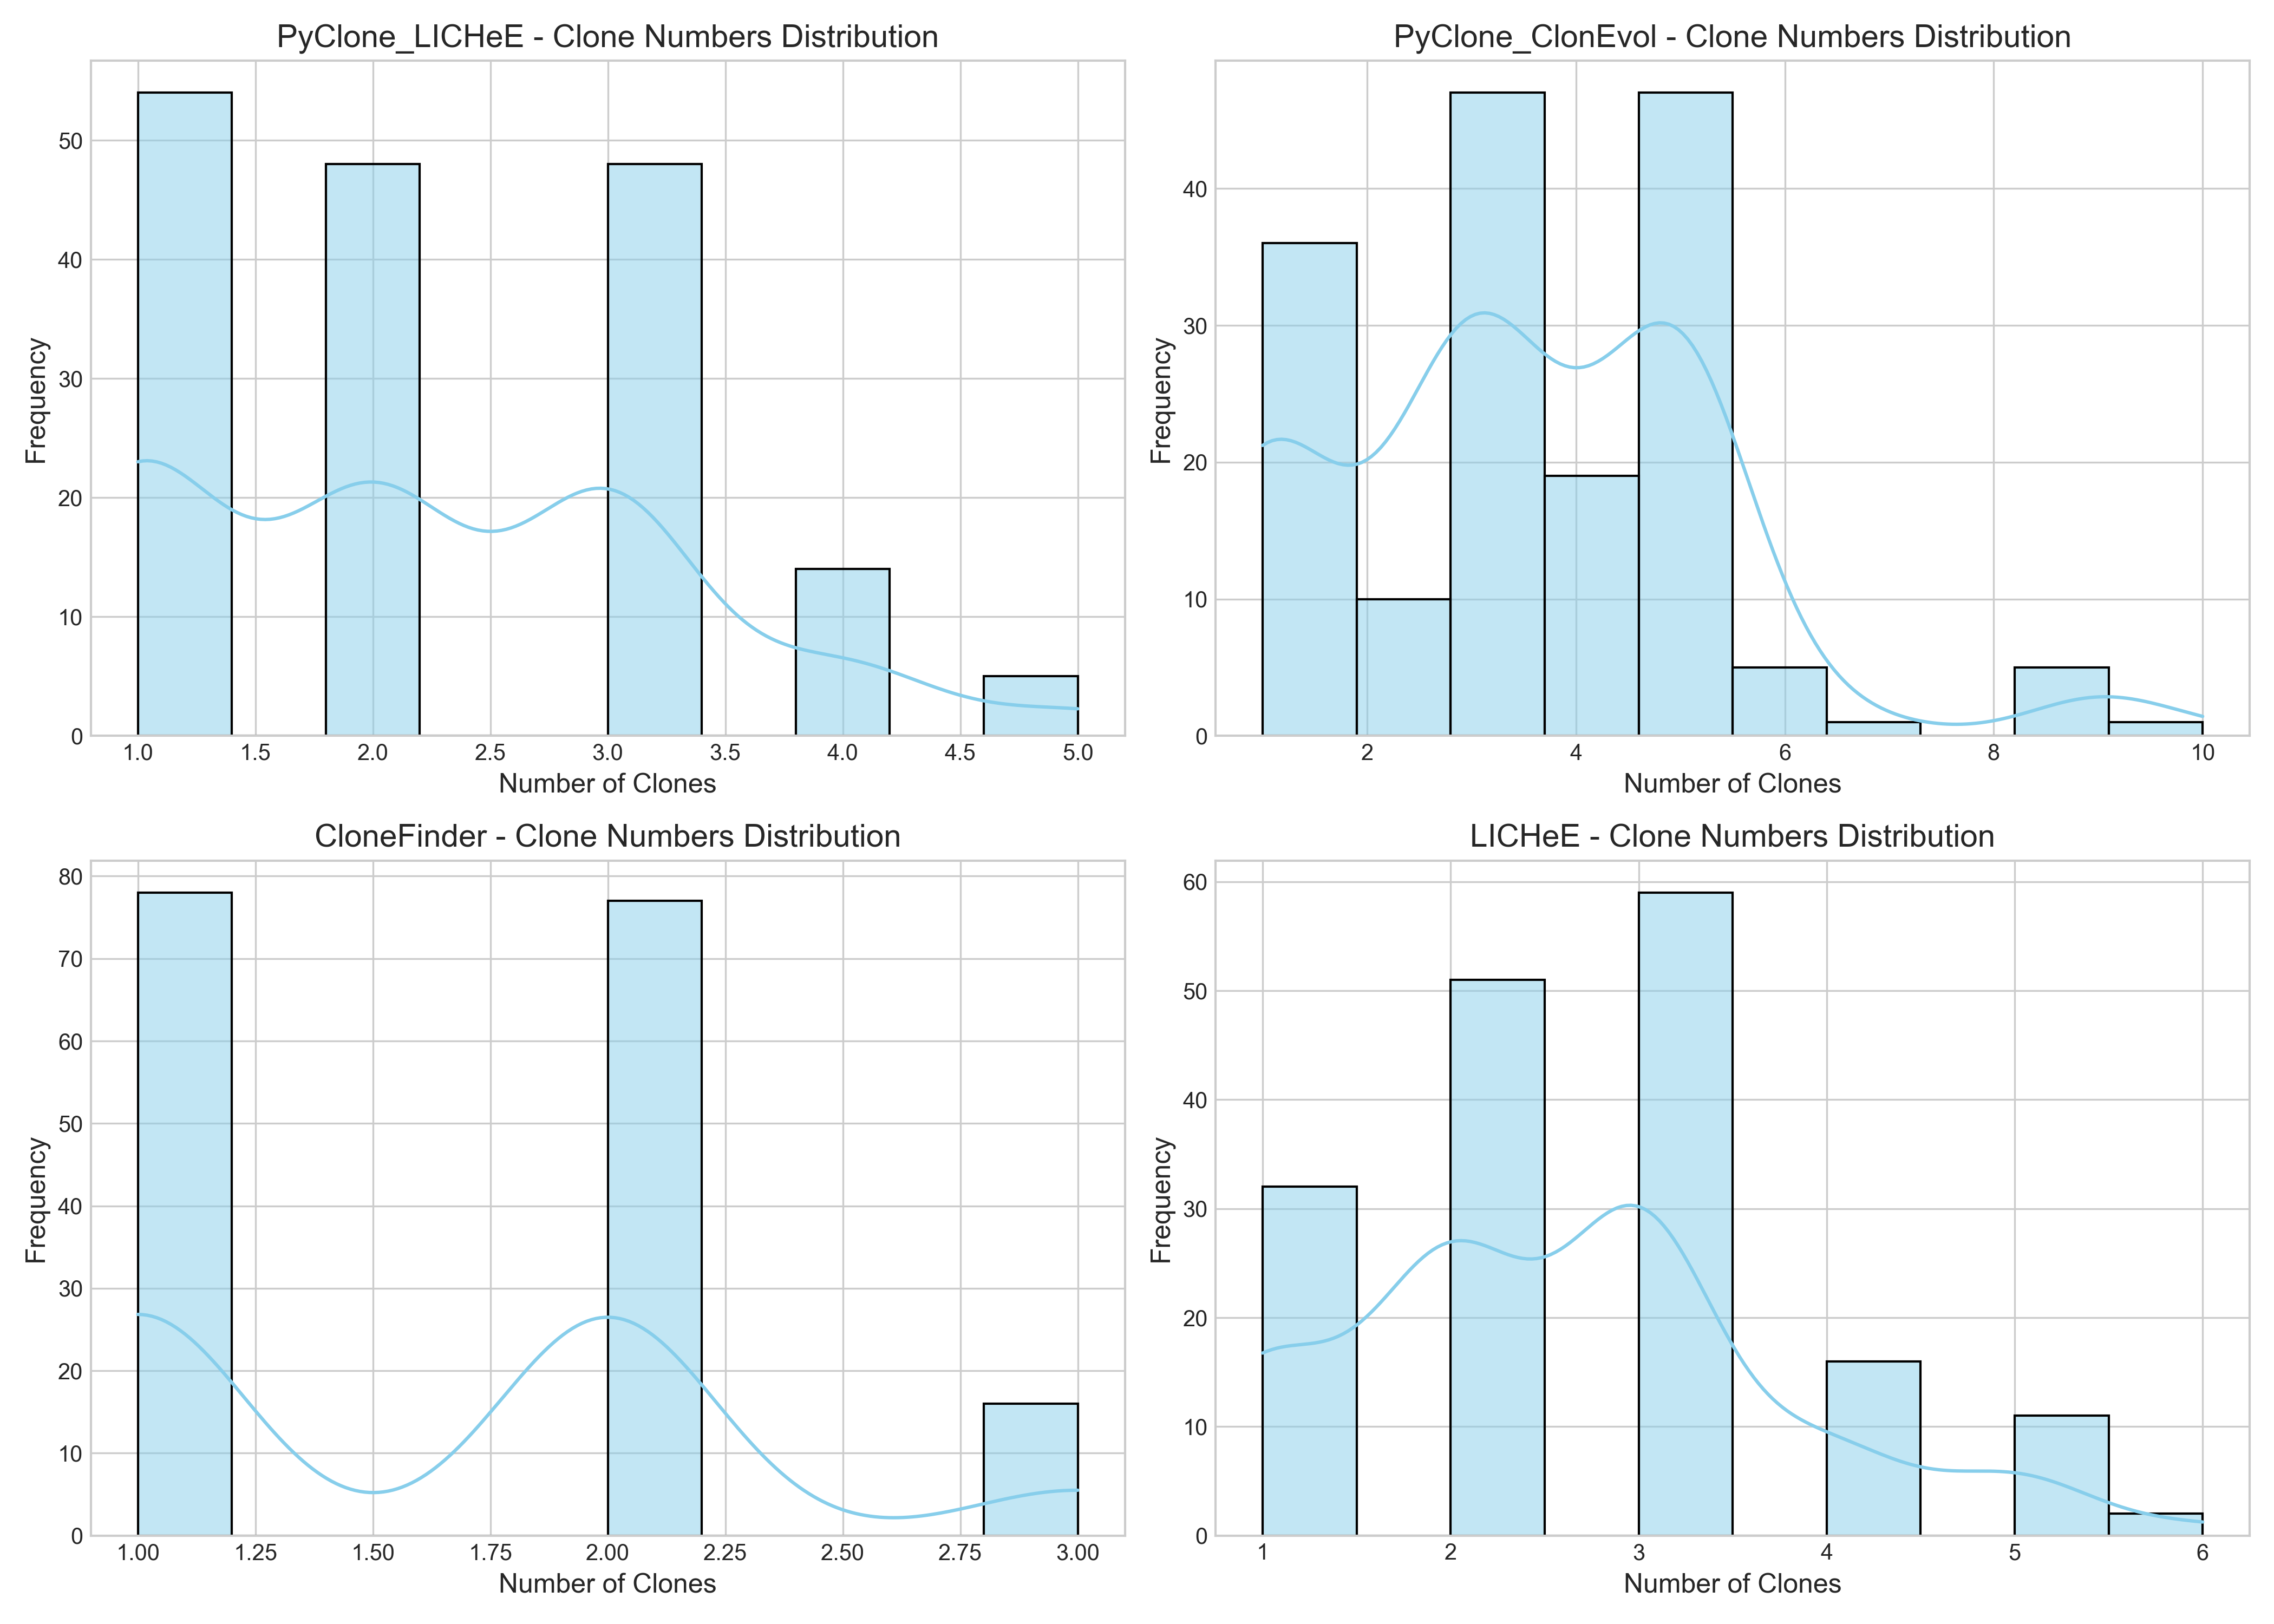 PyClone_LICHeE - Clone Numbers Distribution
Frequency
50
40
30
20
10
0
1.0 1.5 2.0 2.5 3.0 3.5 4.0 4.5 5.0
Number of Clones
PyClone_ClonEvol - Clone Numbers Distribution
Frequency
40
30
20
10
0
2 4 6 8 10
Number of Clones
CloneFinder - Clone Numbers Distribution
Frequency
80
70
60
50
40
30
20
10
0
1.00 1.25 1.50 1.75 2.00 2.25 2.50 2.75 3.00
Number of Clones
LICHeE - Clone Numbers Distribution
Frequency
60
50
40
30
20
10
0
1 2 3 4 5 6
Number of Clones